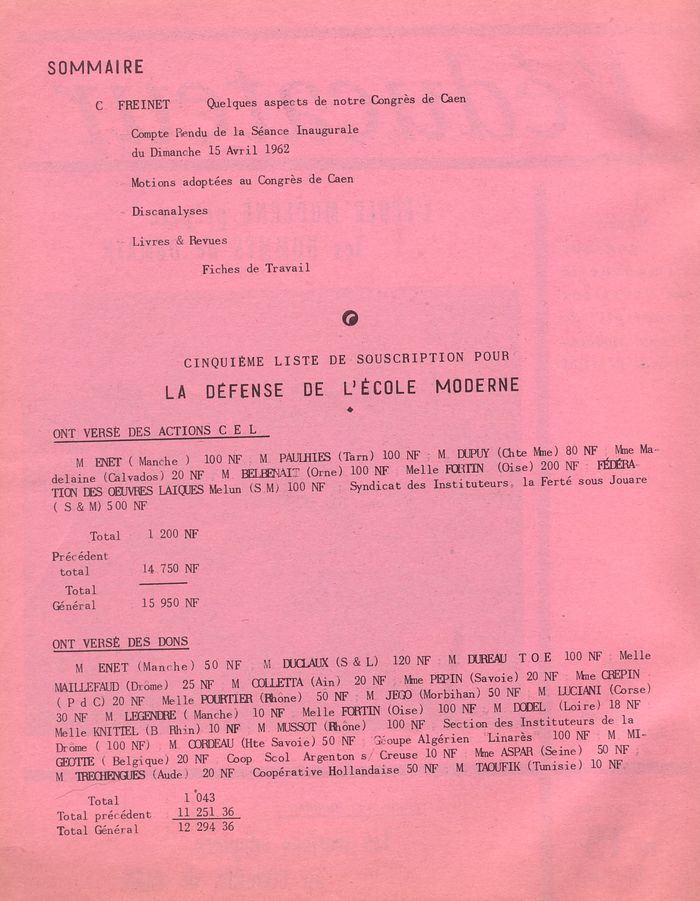 SOMMAIRE
C FREINET Quelques aspects de notre Congrès de Caen
Compte Rendu de la Séance Inaugurale
du Dimanche 15 Avril 1962
Motions adoptées au Congrès de Caen
Discanalyses
Livres & Revues
Fiches de Travail
CINQUIÈME LISTE DE SOUSCRIPTION POUR
LA DÉFENSE DE L'ÉCOLE MODERNE
ONT VERSÉ DES ACTIONS C E L
M ENET ( Manche ) 100 NF M. PAULHIES (Tarn) 100 NF M. DUPUY (Chte Mme) 80 NF Mme Ma-
delaine (Calvados) 20 NF M. BELBENAIT (Orne) 100 NF Melle FORTIN (Oise) 200 NF FÉDÉRA-
TION DES OEUVRES LAIQUES Melun (S M) 100 NF Syndicat des Instituteurs, la Ferté sous Jouare
( S & M) 500 NF
Total 1 200 NF
Précédent
total 14 750 NF
Total
Général 15 950 NF
ONT VERSÉ DES DONS
M ENET (Manche) 50 NF M DUCLAUX (S & L) 120 NF M. DUREAU T O E 100 NF Melle
MAILLEFAUD (Drôme) 25 NF M COLLETTA (Ain) 20 NF Mme PEPIN (Savoie) 20 NF Mme CREPIN
( P d C) 20 NF Melle POURTIER (Rhône) 50 NF M. JEGO (Morbihan) 50 NF M. LUCIANI (Corse)
30 NF M LEGENDRE ( Manche) 10 NF Melle FORTIN (Oise) 100 NF M DODEL (Loire) 18 NF
Melle KNITTEL (B Rhin) 10 NF M. MUSSOT (Rhône) 100 NF Section des Instituteurs de la
Drôme ( 100 NF) M CORDEAU (Hte Savoie) 50 NF Groupe Algérien Linarès 100 NF M. MI-
GEOTTE ( Belgique) 20 NF Coop Scol Argenton s/ Creuse 10 NF Mme ASPAR (Seine) 50 NF
M TRECHENGUES (Aude) 20 NF Coopérative Hollandaise 50 NF M. TAOUFIK (Tunisie) 10 NF
Total 1 043
Total précédent 11 251 36
Total Général 12 294 36